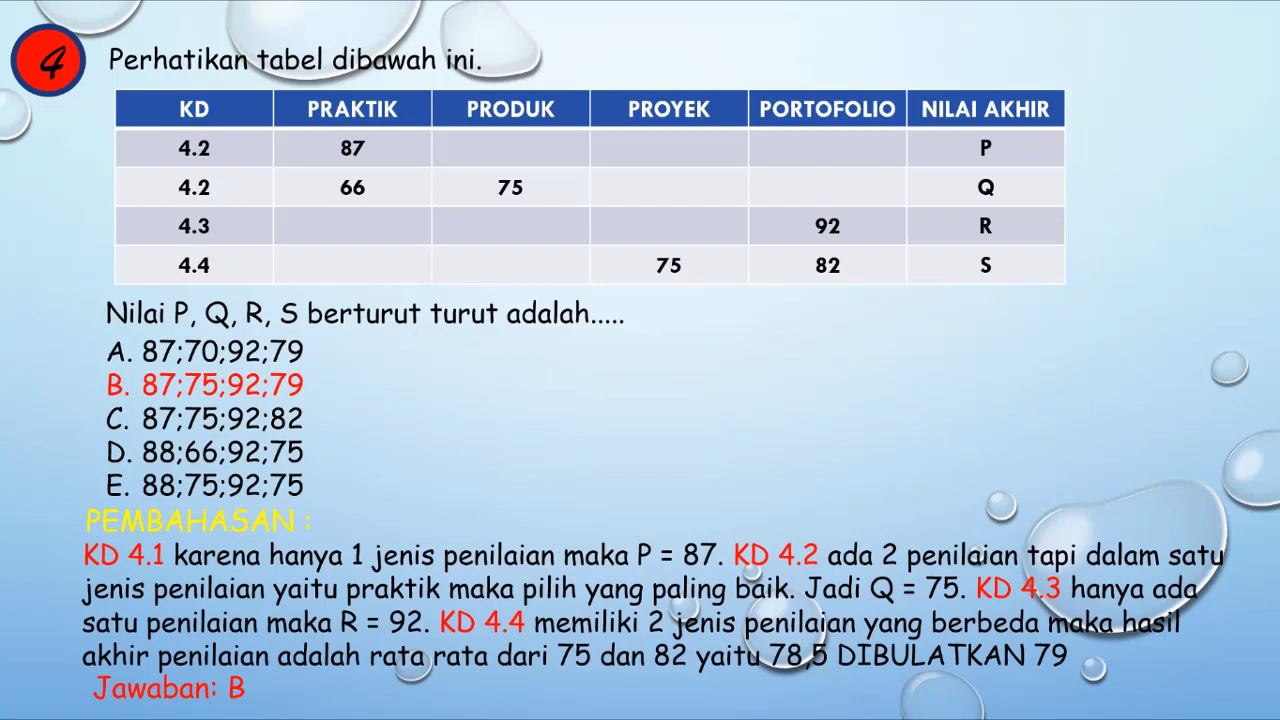 4
Perhatikan tabel dibawah ini.
KD PRAKTIK PRODUK PROYEK PORTOFOLIO NILAI AKHIR
4.2 87 P
4.2 66 75 Q
4.3 92 R
4.4 75 82 S
Nilai P, Q, R, S berturut turut adalah.....
A. 87;70;92;79
B. 87;75;92;79
C. 87;75;92;82
D. 88;66;92;75
E. 88;75;92;75
PEMBAHASAN :
KD 4.1 karena hanya 1 jenis penilaian maka P = 87. KD 4.2 ada 2 penilaian tapi dalam satu
jenis penilaian yaitu praktik maka pilih yang paling baik. Jadi Q = 75. KD 4.3 hanya ada
satu penilaian maka R = 92. KD 4.4 memiliki 2 jenis penilaian yang berbeda maka hasil
akhir penilaian adalah rata rata dari 75 dan 82 yaitu 78,5 DIBULATKAN 79
Jawaban: B